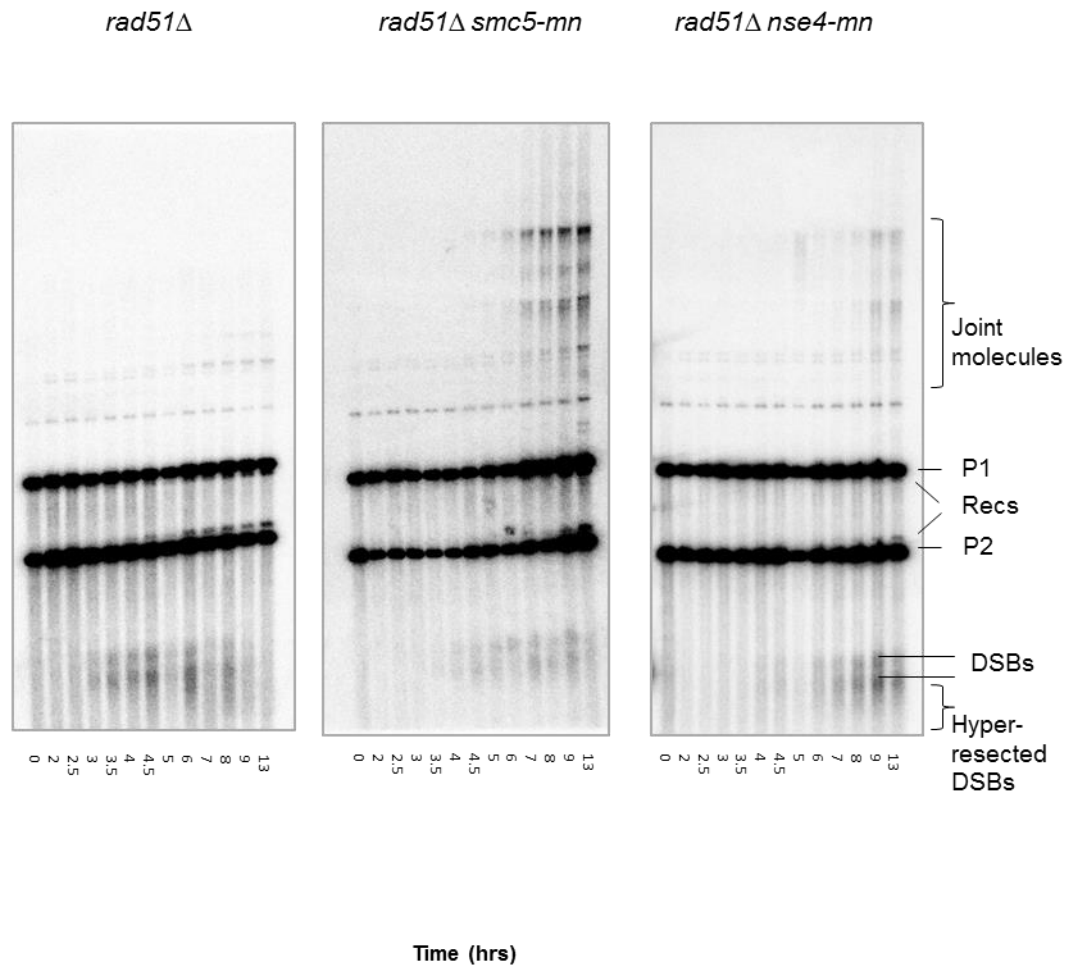 rad51Δ
rad51Δ smc5-mn
rad51Δ nse4-mn
Joint
molecules
P1
Recs
P2
DSBs
Hyper-
resected
DSBs
0 2 2.5 3 3.5 4 4.5 5 6 7 8 9 13
0 2 2.5 3 3.5 4 4.5 5 6 7 8 9 13
0 2 2.5 3 3.5 4 4.5 5 6 7 8 9 13
Time (hrs)